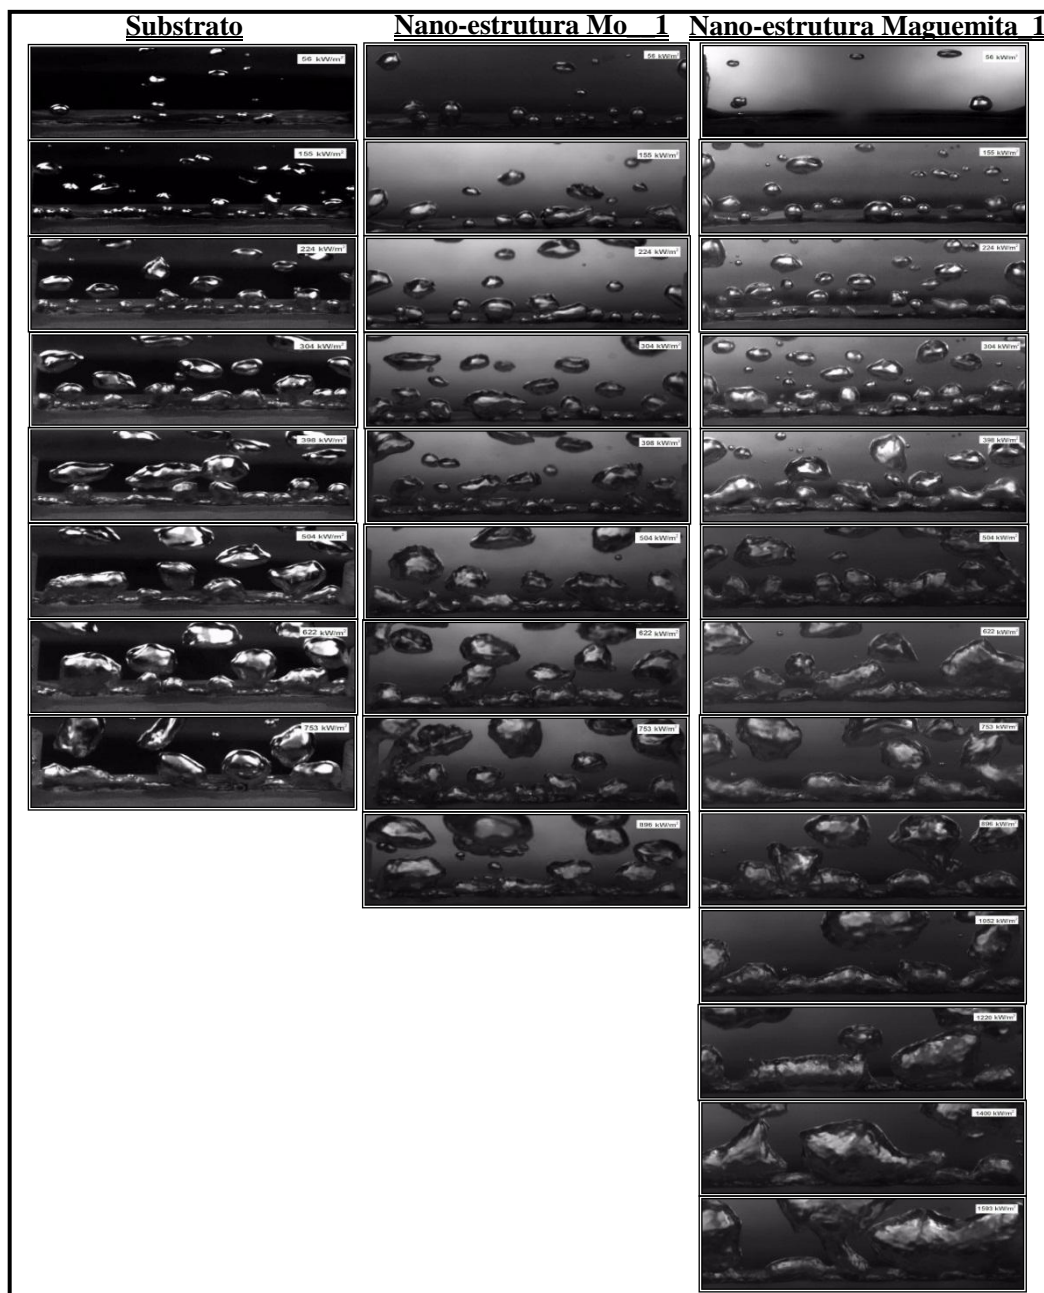 Substrato Nano-estrutura Mo__1 Nano-estrutura Maguemita_1
56 kW/m² 56 kW/m² 56 kW/m²
155 kW/m² 155 kW/m² 155 kW/m²
224 kW/m² 224 kW/m² 224 kW/m²
304 kW/m² 304 kW/m² 304 kW/m²
398 kW/m² 398 kW/m² 398 kW/m²
504 kW/m² 504 kW/m² 504 kW/m²
622 kW/m² 622 kW/m² 622 kW/m²
753 kW/m² 753 kW/m² 753 kW/m²
896 kW/m² 896 kW/m²
1052 kW/m²
1220 kW/m²
1400 kW/m²
1593 kW/m²